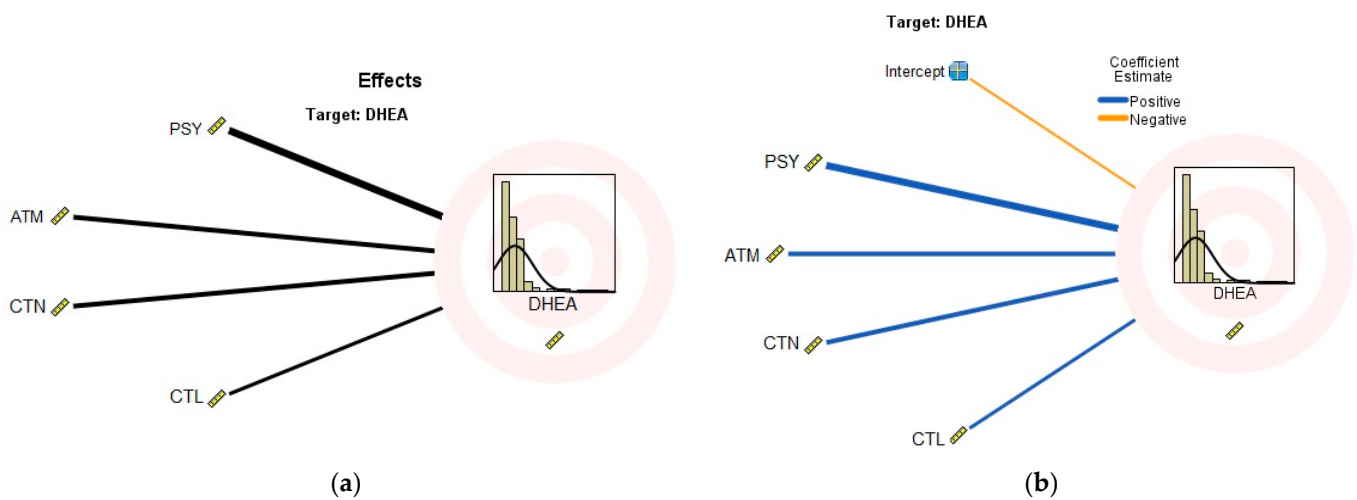 Effects
Target: DHEA
PSY
ATM
CTN
CTL
DHEA
(a)
Target: DHEA
Intercept
Coefficient
Estimate
Positive
Negative
PSY
ATM
CTN
CTL
DHEA
(b)